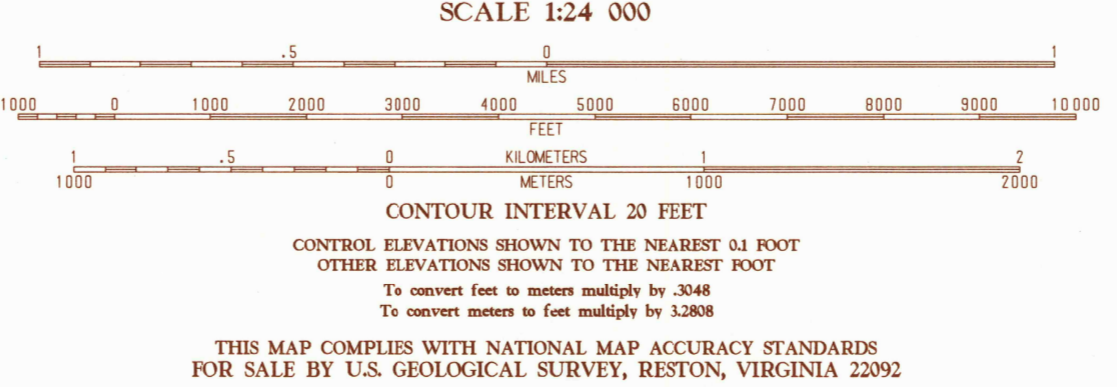 SCALE 1:24 000
1 .5 0 1
MILES
1000 0 1000 2000 3000 4000 5000 6000 7000 8000 9000 10000
FEET
1 .5 0 KILOMETERS 1 2
1000 0 METERS 1000 2000
CONTOUR INTERVAL 20 FEET
CONTROL ELEVATIONS SHOWN TO THE NEAREST 0.1 FOOT
OTHER ELEVATIONS SHOWN TO THE NEAREST FOOT
To convert feet to meters multiply by .3048
To convert meters to feet multiply by 3.2808
THIS MAP COMPLIES WITH NATIONAL MAP ACCURACY STANDARDS
FOR SALE BY U.S. GEOLOGICAL SURVEY, RESTON, VIRGINIA 22092